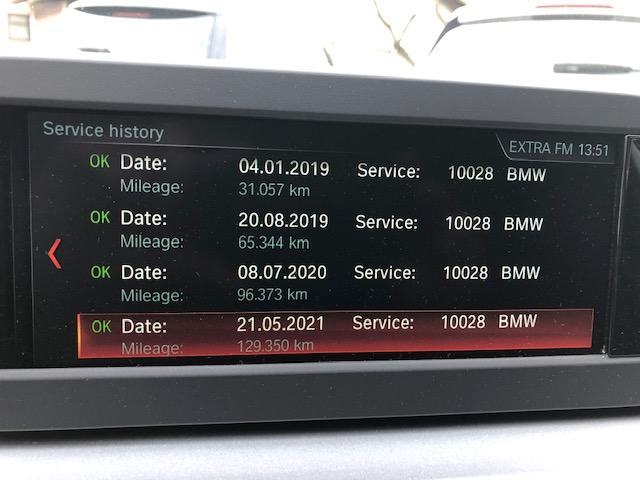 Service history
EXTRA FM 13:51
OK Date: 04.01.2019 Service: 10028 BMW
Mileage: 31.057 km
OK Date: 20.08.2019 Service: 10028 BMW
Mileage: 65.344 km
OK Date: 08.07.2020 Service: 10028 BMW
Mileage: 96.373 km
OK Date: 21.05.2021 Service: 10028 BMW
Mileage: 129.350 km